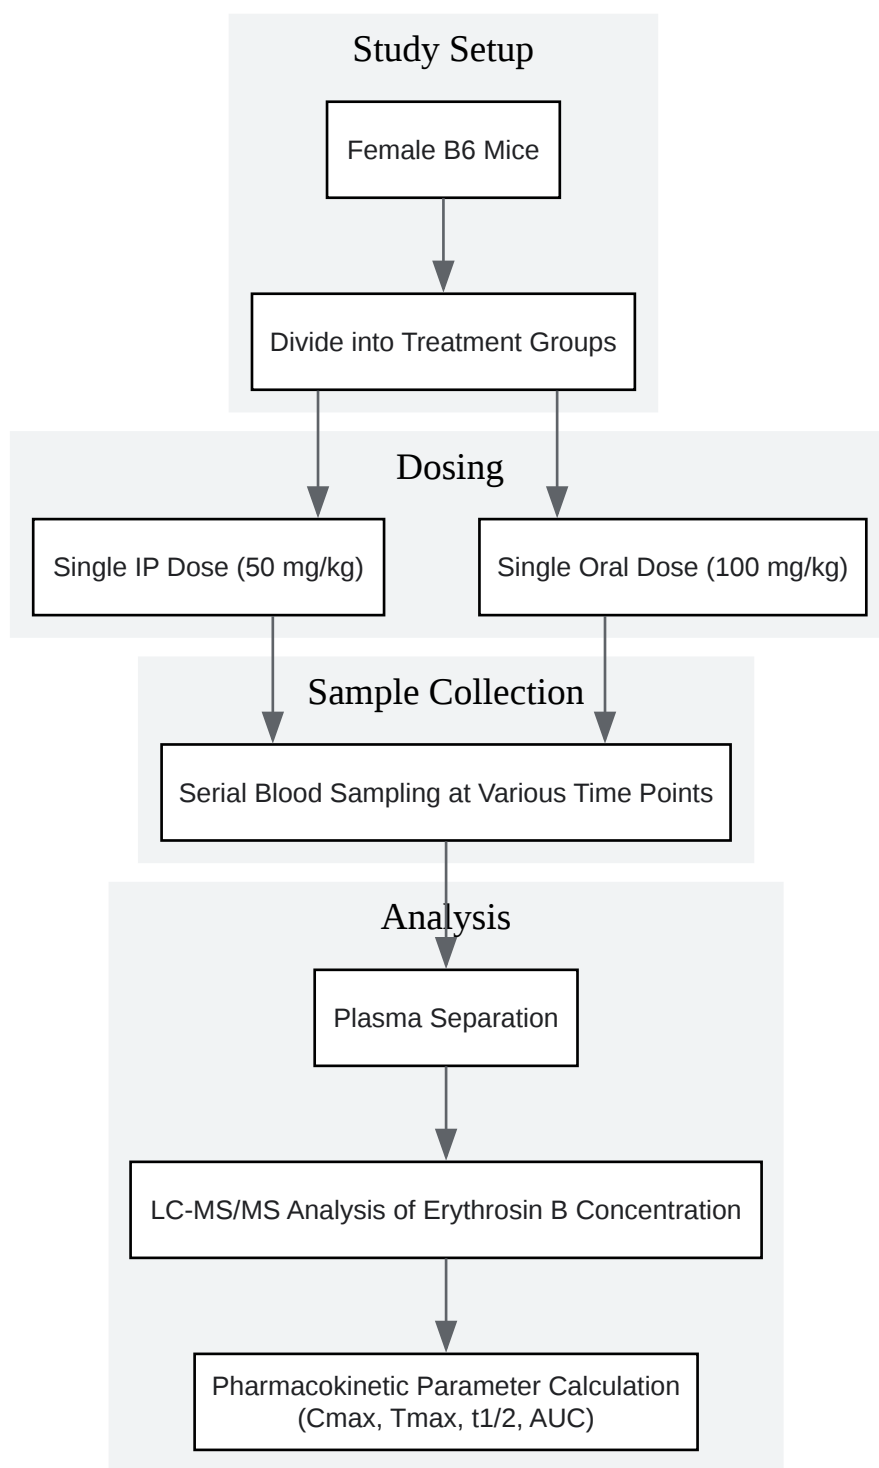 Study Setup
Female B6 Mice
Divide into Treatment Groups
Dosing
Single IP Dose (50 mg/kg)
Single Oral Dose (100 mg/kg)
Sample Collection
Serial Blood Sampling at Various Time Points
Analysis
Plasma Separation
LC-MS/MS Analysis of Erythrosin B Concentration
Pharmacokinetic Parameter Calculation
(Cmax, Tmax, t1/2, AUC)